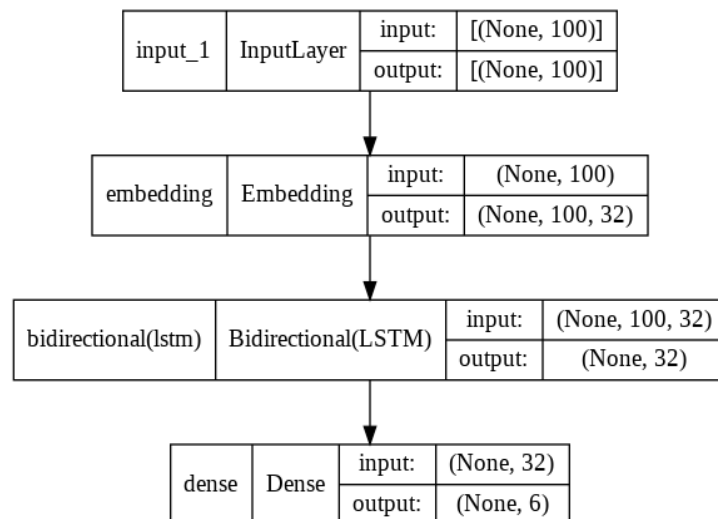 input_1 InputLayer input: [(None, 100)]
output: [(None, 100)]
embedding Embedding input: (None, 100)
output: (None, 100, 32)
bidirectional(lstm) Bidirectional(LSTM) input: (None, 100, 32)
output: (None, 32)
dense Dense input: (None, 32)
output: (None, 6)